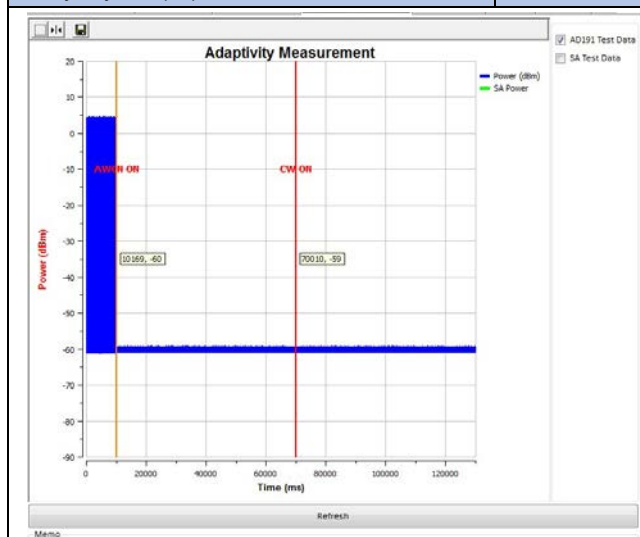 Adaptivity Measurement
AD191 Test Data
SA Test Data
Power (dBm)
SA Power
20
10
0
-10
-20
-30
-40
-50
-60
-70
-80
-90
Power (dBm)
AWGN ON
CW ON
10169, -60
70010, -59
0
20000
40000
60000
80000
100000
120000
Time (ms)
Refresh
Memo